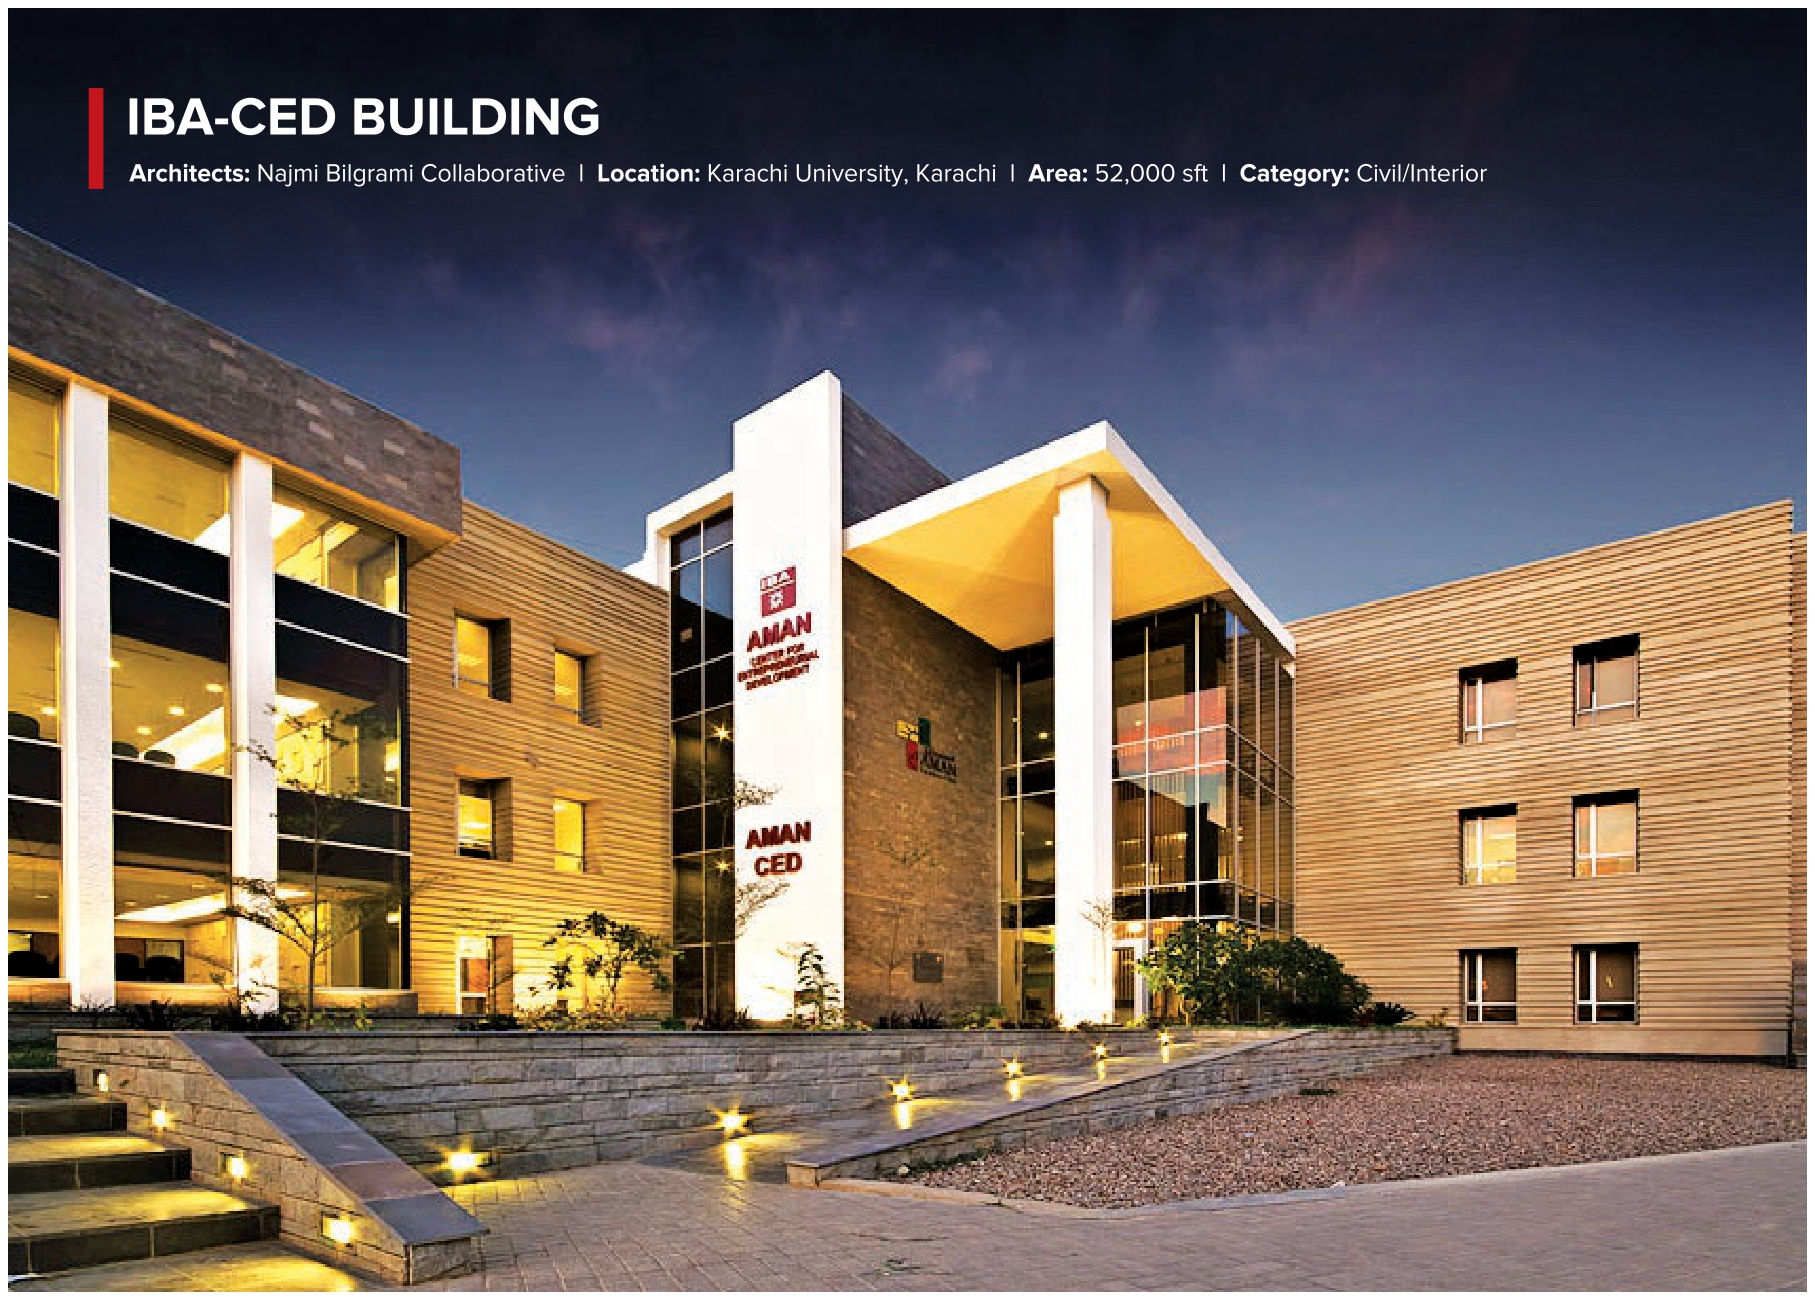 IBA-CED BUILDING
Architects: Najmi Bilgrami Collaborative | Location: Karachi University, Karachi | Area: 52,000 sft | Category: Civil/Interior
IBA
AMAN
CENTER FOR
ENTREPRENEURIAL
DEVELOPMENT
AMAN
AMAN
CED